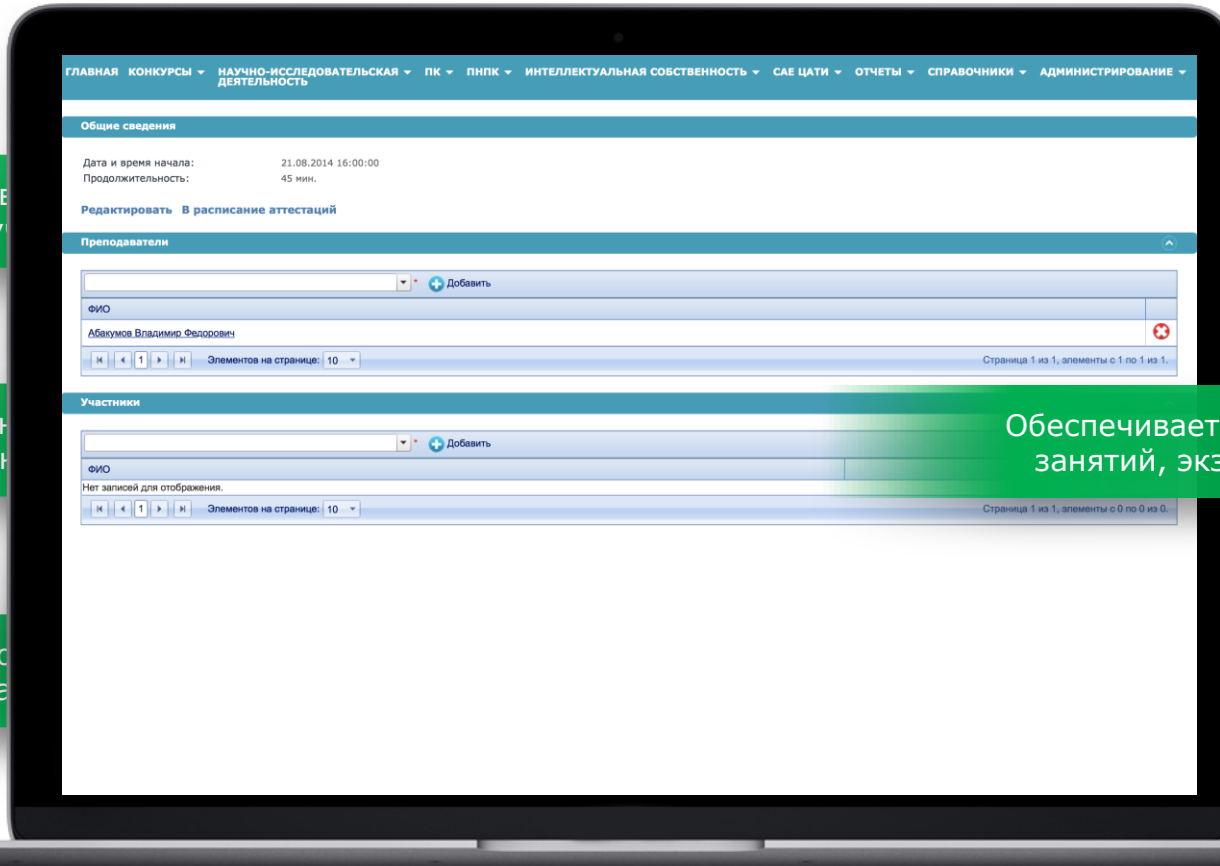 ГЛАВНАЯ КОНКУРСЫ НАУЧНО-ИССЛЕДОВАТЕЛЬСКАЯ ДЕЯТЕЛЬНОСТЬ ПК ПНПК ИНТЕЛЛЕКТУАЛЬНАЯ СОБСТВЕННОСТЬ САЕ ЦАТИ ОТЧЕТЫ СПРАВОЧНИКИ АДМИНИСТРИРОВАНИЕ
Общие сведения
Дата и время начала: 21.08.2014 16:00:00
Продолжительность: 45 мин.
Редактировать В расписание аттестаций
Преподаватели
* Добавить
ФИО
Абакумов Владимир Федорович
1 Элементов на странице: 10 Страница 1 из 1, элементы с 1 по 1 из 1.
Участники
* Добавить
ФИО
Нет записей для отображения.
1 Элементов на странице: 10 Страница 1 из 1, элементы с 0 по 0 из 0.
Обеспечивает
занятий, экз